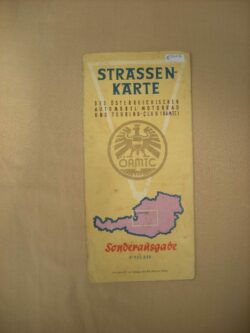 STRASSEN-
KARTE
DES ÖSTERREICHISCHEN
AUTOMOBIL-MOTORRAD
UND TOURING-CLUB (ÖAMTC)
ÖAMTC
Sonderausgabe